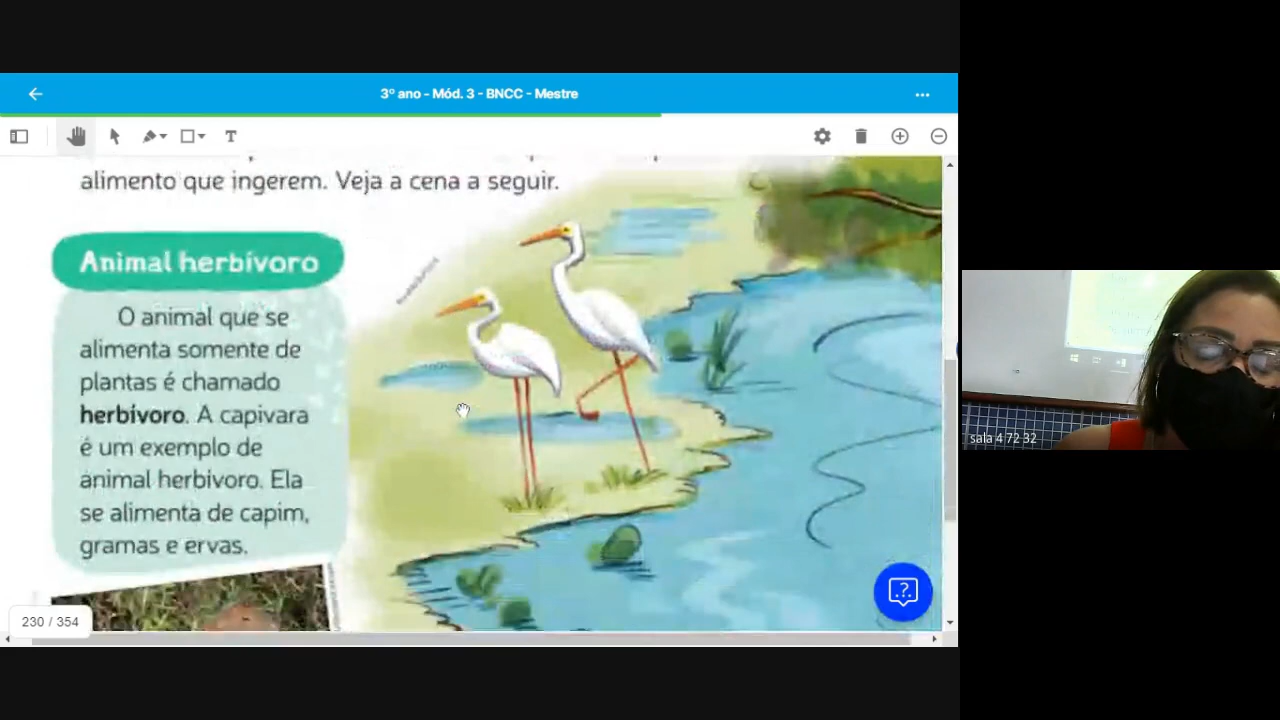 3º ano - Mód. 3 - BNCC - Mestre
T
alimento que ingerem. Veja a cena a seguir.
Animal herbívoro
O animal que se
alimenta somente de
plantas é chamado
herbívoro. A capivara
é um exemplo de
animal herbívoro. Ela
se alimenta de capim,
gramas e ervas.
230 / 354
sala 4 72 32